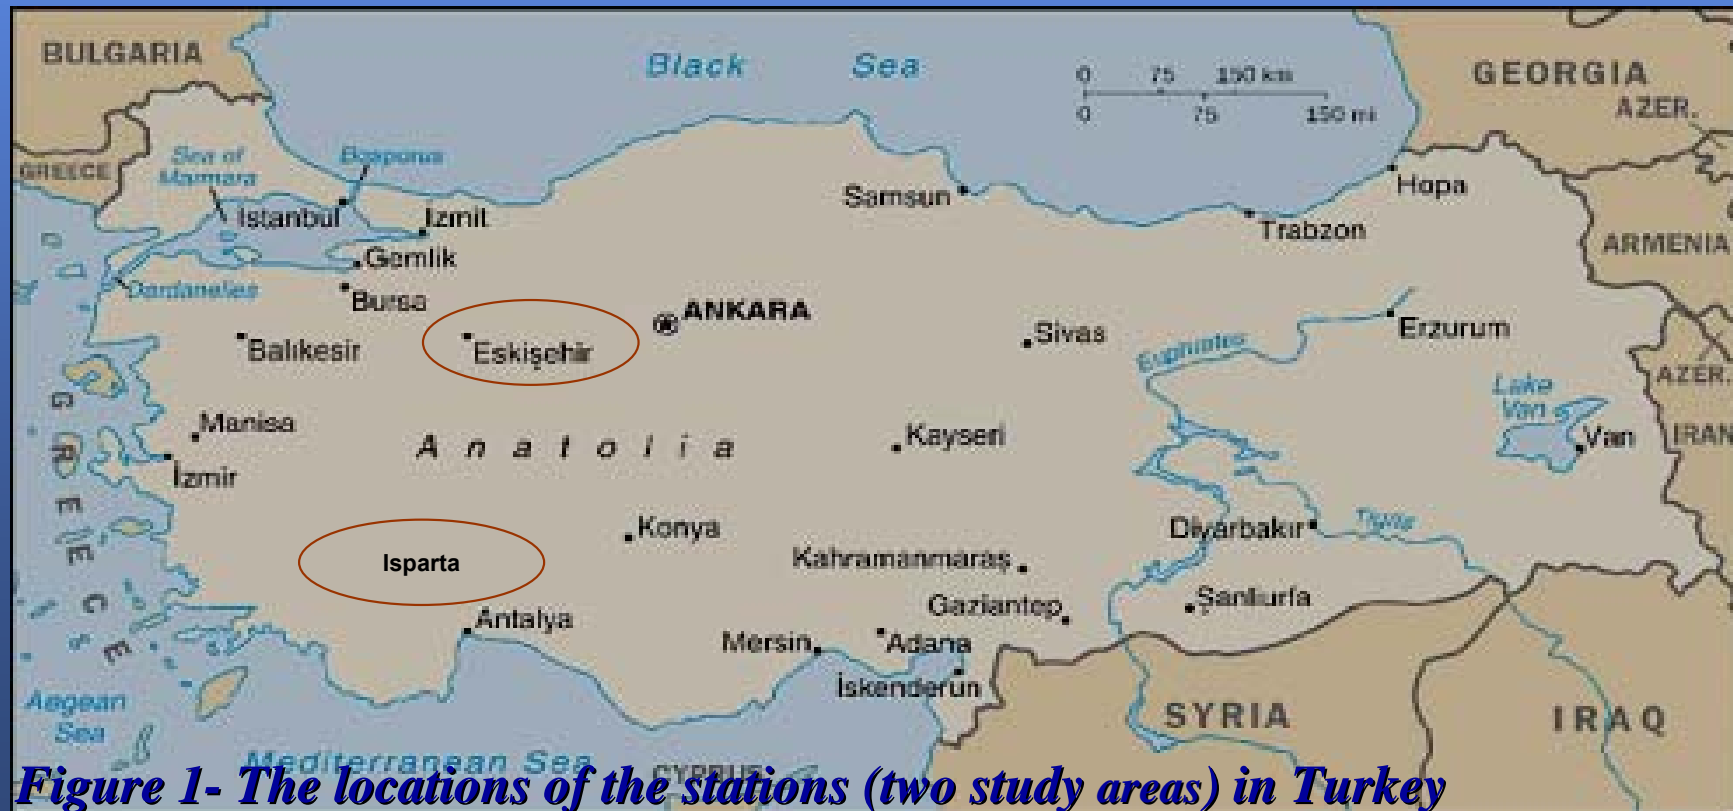 BULGARIA
Black Sea
0 75 150 km
0 75 150 mi
GEORGIA
AZER.
GREECE
Sea of
Marmara
Bosporus
Istanbul
Izmit
Samsun
Hopa
Trabzon
ARMENIA
Gemlik
Dardanelles
Bursa
ANKARA
Balıkesir
Eskişehir
Sivas
Euphrates
Erzurum
AZER.
Lake
Van
Van
IRAN
Manisa
İzmir
Anatolia
Kayseri
GREECE
Konya
Isparta
Kahramanmaraş
Diyarbakır
Tigris
Gaziantep
Şanlıurfa
Antalya
Mersin
Adana
İskenderun
Aegean
Sea
SYRIA
IRAQ
Mediterranean Sea
CYPRUS
Figure 1- The locations of the stations (two study areas) in Turkey